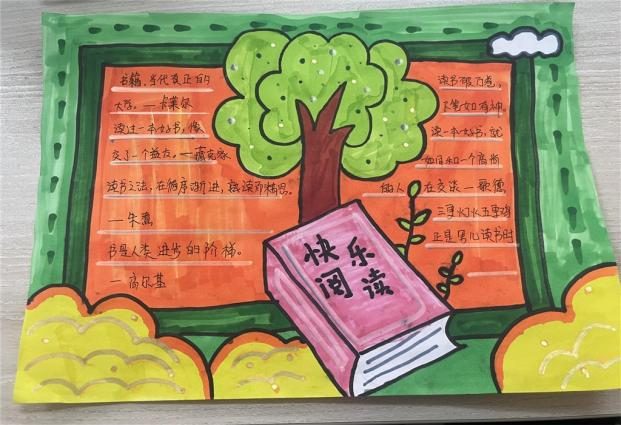 书籍,当代真正的
大学。—卡莱尔
读过一本好书,像
交了一个益友。—臧克家
读书之法,在循序渐进,熟读而精思。
—朱熹
书是人类进步的阶梯。
—高尔基
读书破万卷,
下笔如有神。
读一本好书,就
如同和一个高尚
的人在交谈—歌德
三更灯火五更鸡
正是男儿读书时
快乐
阅读